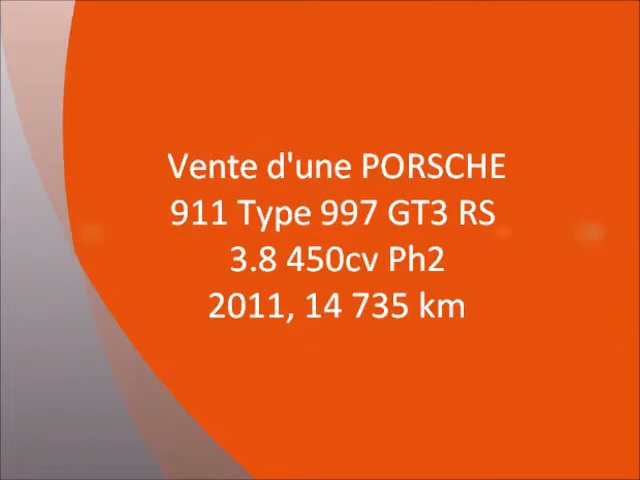 Vente d'une PORSCHE
911 Type 997 GT3 RS
3.8 450cv Ph2
2011, 14 735 km